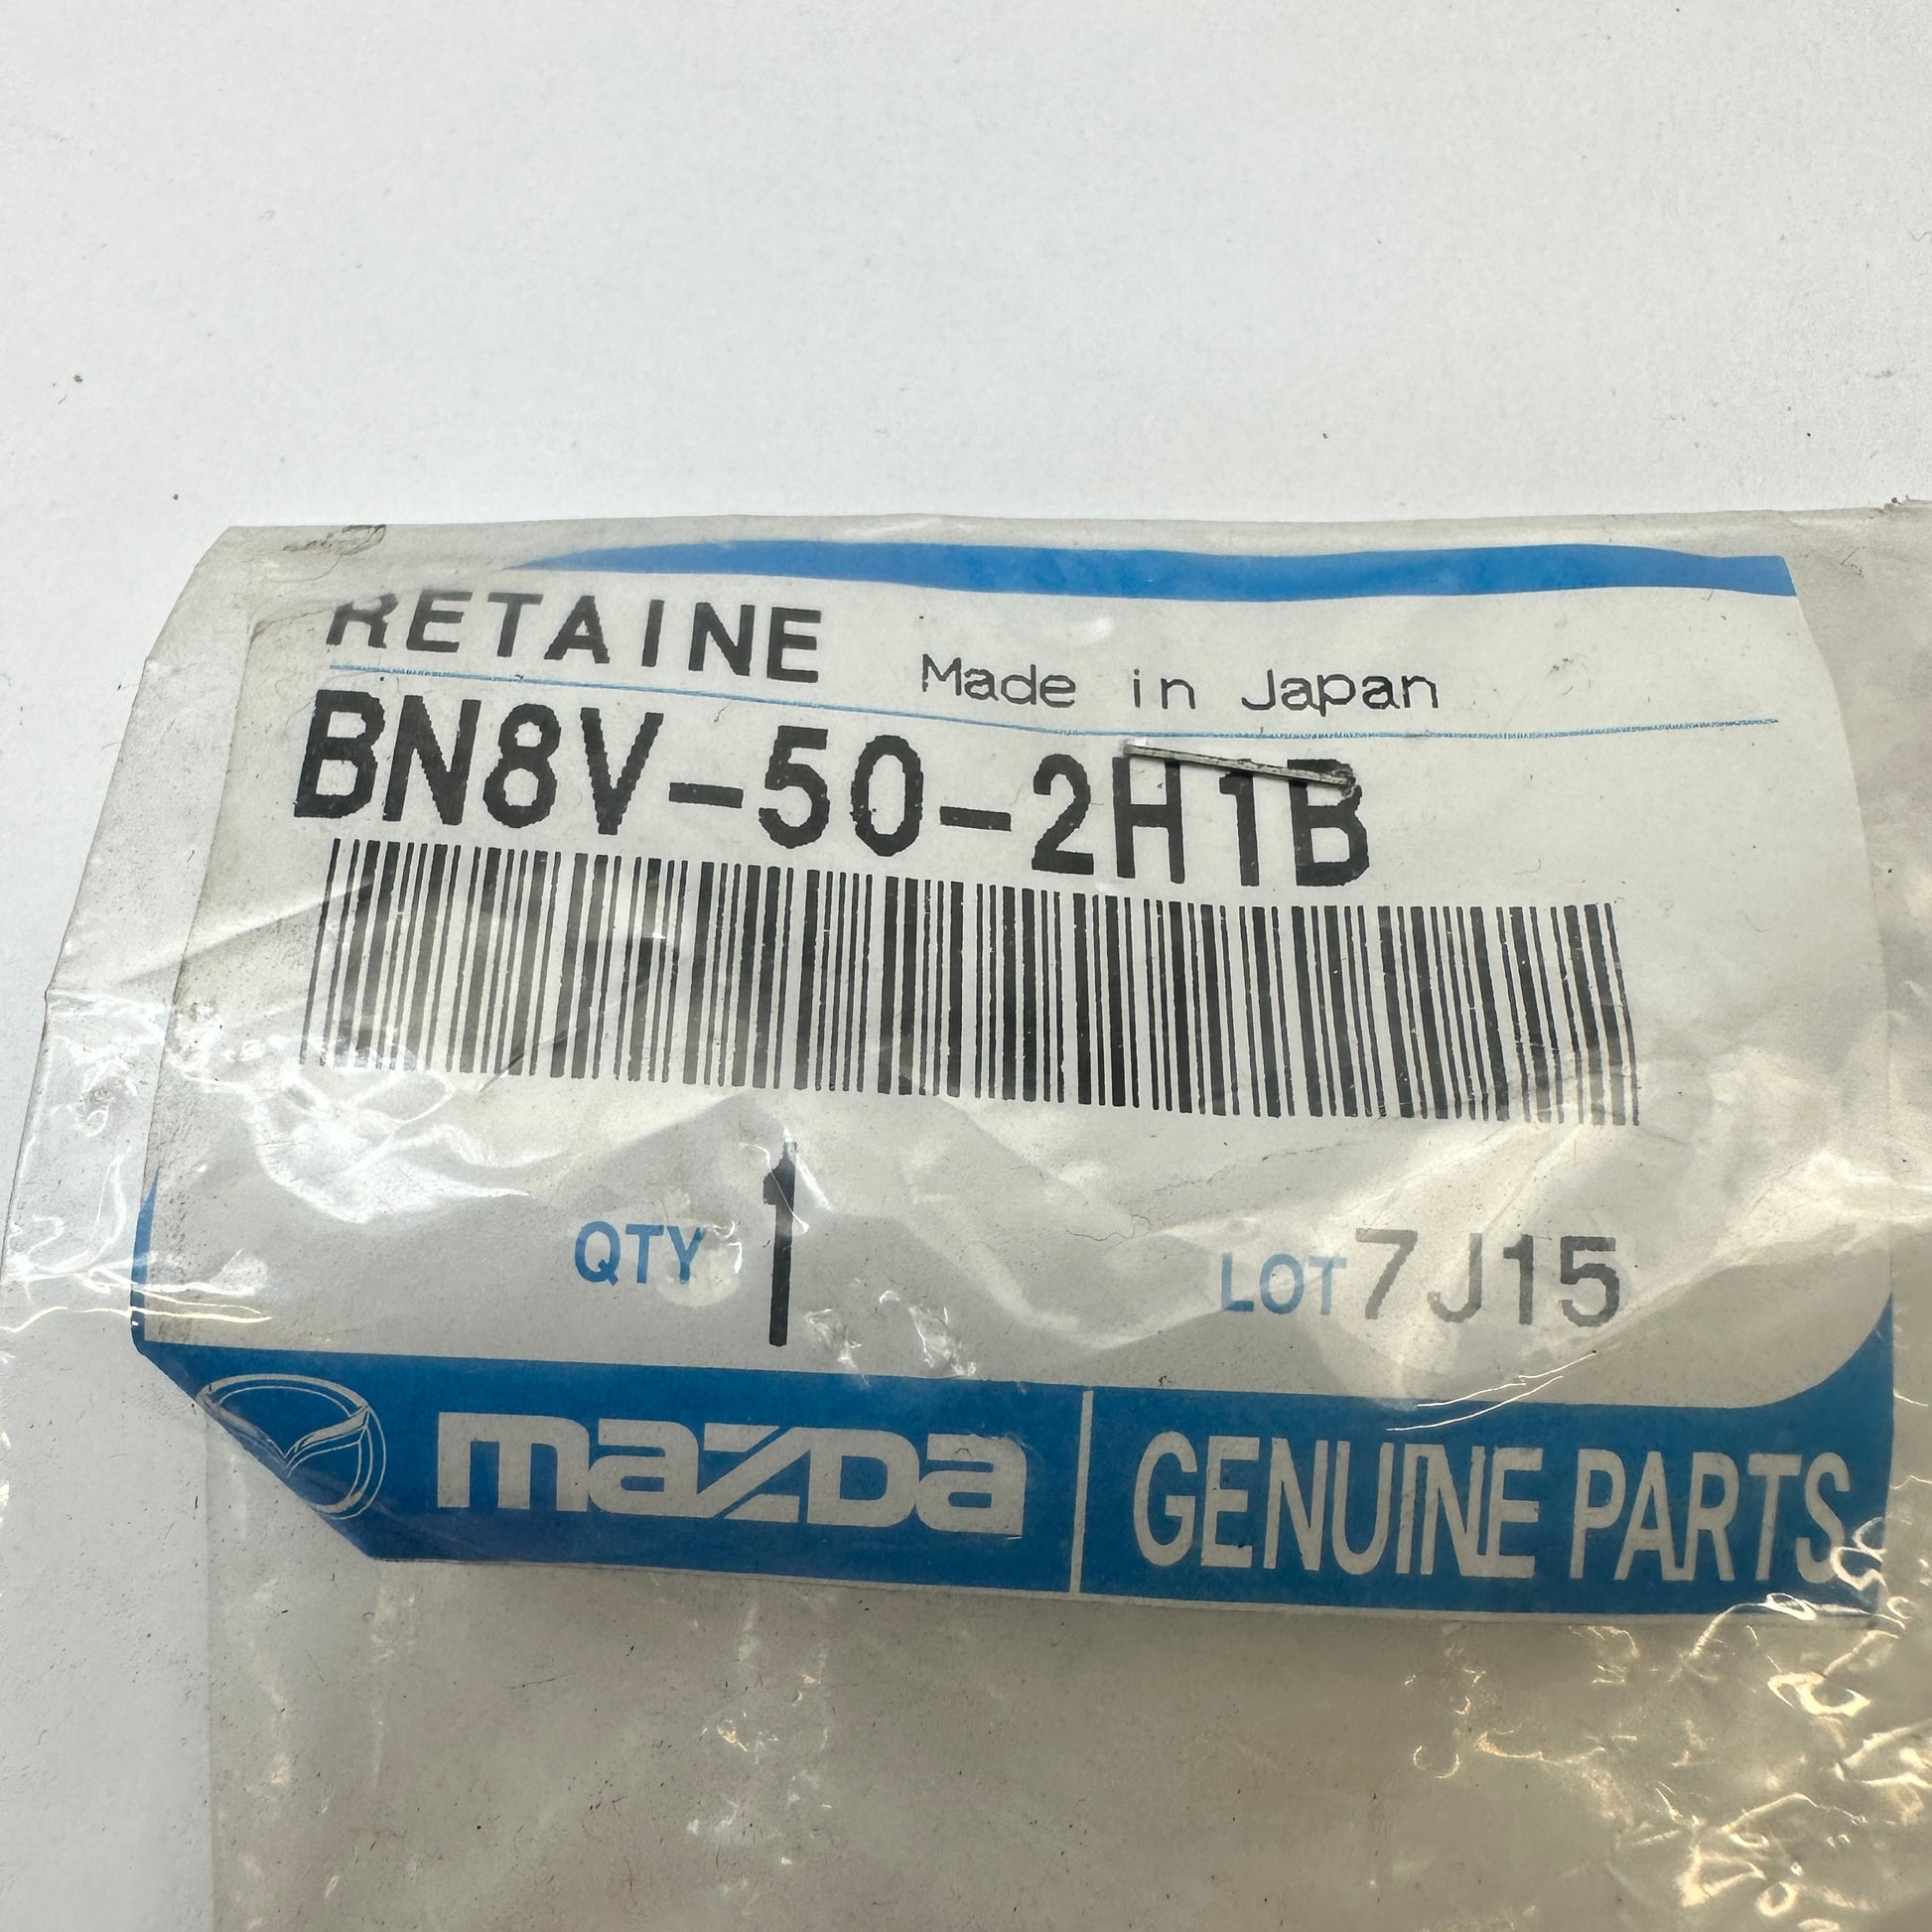 RETAINE Made in Japan
BN8V-50-2H1B
QTY 1 LOT 7J15
mazda GENUINE PARTS